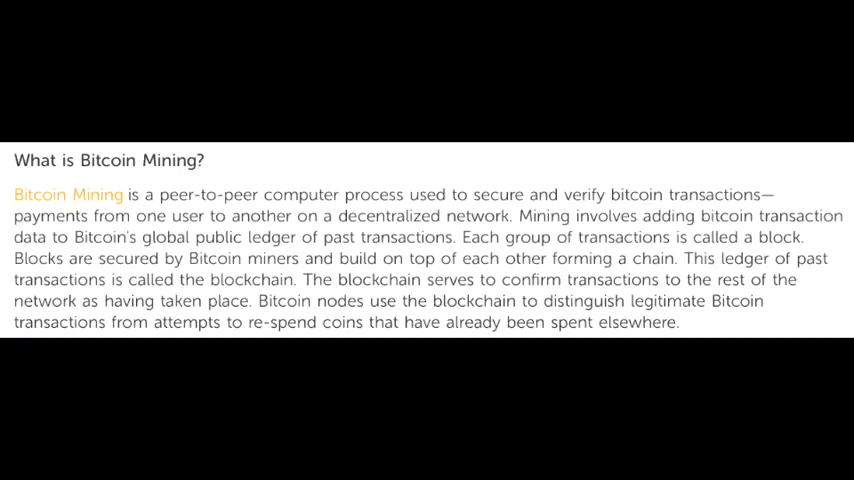 What is Bitcoin Mining?
Bitcoin Mining is a peer-to-peer computer process used to secure and verify bitcoin transactions—
payments from one user to another on a decentralized network. Mining involves adding bitcoin transaction
data to Bitcoin's global public ledger of past transactions. Each group of transactions is called a block.
Blocks are secured by Bitcoin miners and build on top of each other forming a chain. This ledger of past
transactions is called the blockchain. The blockchain serves to confirm transactions to the rest of the
network as having taken place. Bitcoin nodes use the blockchain to distinguish legitimate Bitcoin
transactions from attempts to re-spend coins that have already been spent elsewhere.